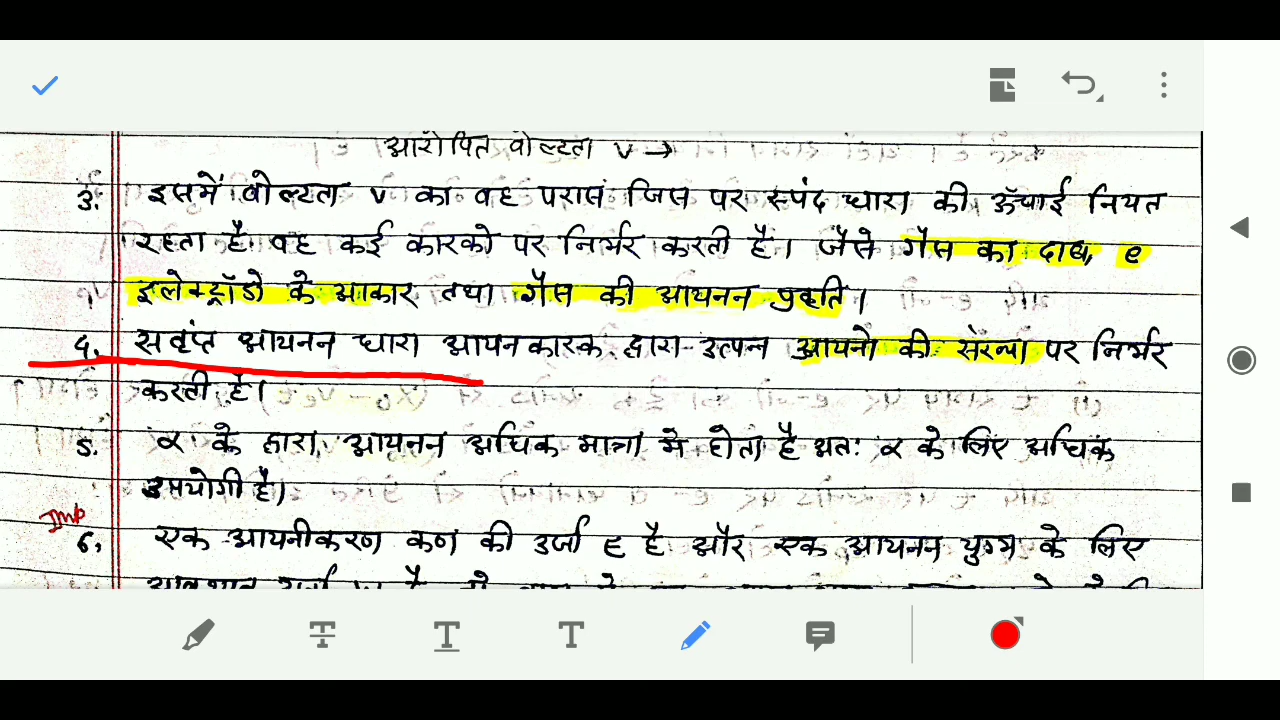 आरोपित वोल्टता V →
3. इसमें वोल्टता V का वह परास जिस पर स्पंद धारा की ऊँचाई नियत
रहता है वह कई कारको पर निर्भर करती है। जैसे गैस का दाब, e
इलेक्ट्रॉडो के आकार तथा गैस की आयनन प्रवृति।
4. संतृप्त आयनन धारा आयनकारक द्वारा उत्पन्न आयनो की संख्या पर निर्भर
करती है।
5. α के द्वारा, आयनन अधिक मात्रा मे होता है अतः α के लिए अधिक
उपयोगी है।
Imp
6. एक आयनीकरण कण की उर्जा E है और एक आयनन युग्म के लिए
T T T